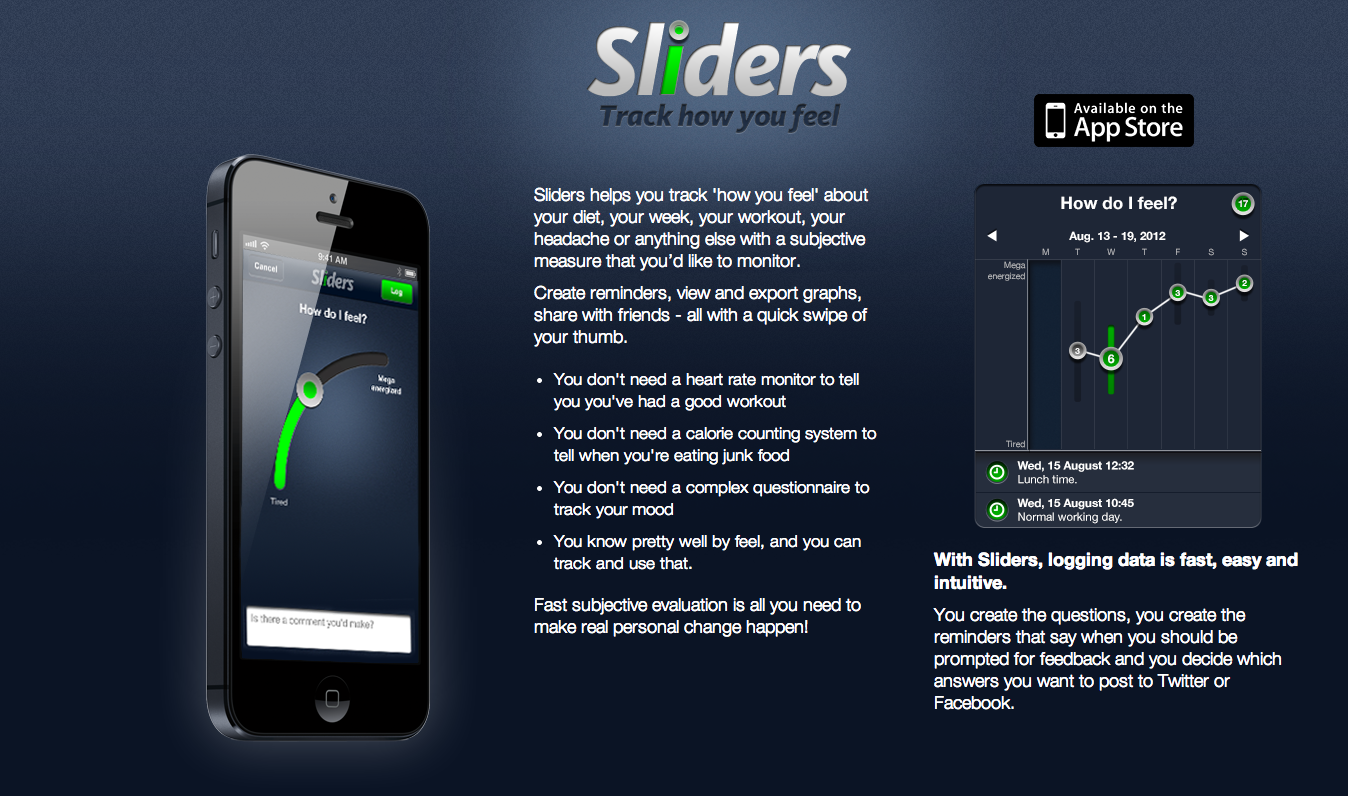 Sliders
Track how you feel
Available on the
App Store
9:41 AM
Cancel
Sliders
Log
How do I feel?
Mega
energized
Tired
Is there a comment you'd make?
Sliders helps you track 'how you feel' about
your diet, your week, your workout, your
headache or anything else with a subjective
measure that you’d like to monitor.
Create reminders, view and export graphs,
share with friends - all with a quick swipe of
your thumb.
• You don't need a heart rate monitor to tell
you you've had a good workout
• You don't need a calorie counting system to
tell when you're eating junk food
• You don't need a complex questionnaire to
track your mood
• You know pretty well by feel, and you can
track and use that.
Fast subjective evaluation is all you need to
make real personal change happen!
How do I feel?
17
Aug. 13 - 19, 2012
M T W T F S S
Mega
energized
3 6 1 3 3 2
Tired
Wed, 15 August 12:32
Lunch time.
Wed, 15 August 10:45
Normal working day.
With Sliders, logging data is fast, easy and
intuitive.
You create the questions, you create the
reminders that say when you should be
prompted for feedback and you decide which
answers you want to post to Twitter or
Facebook.